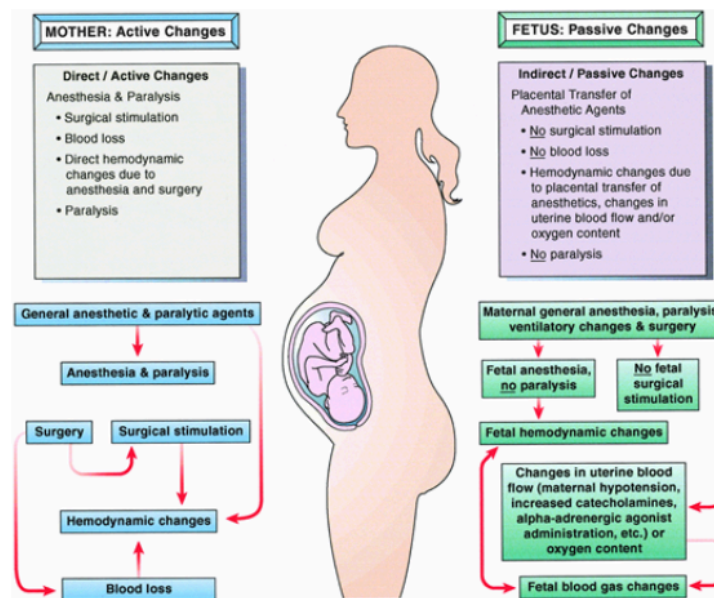 MOTHER: Active Changes
Direct / Active Changes
Anesthesia & Paralysis
• Surgical stimulation
• Blood loss
• Direct hemodynamic
changes due to
anesthesia and surgery
• Paralysis
General anesthetic & paralytic agents
Anesthesia & paralysis
Surgery
Surgical stimulation
Hemodynamic changes
Blood loss
FETUS: Passive Changes
Indirect / Passive Changes
Placental Transfer of
Anesthetic Agents
• No surgical stimulation
• No blood loss
• Hemodynamic changes due
to placental transfer of
anesthetics, changes in
uterine blood flow and/or
oxygen content
• No paralysis
Maternal general anesthesia, paralysis
ventilatory changes & surgery
Fetal anesthesia,
no paralysis
No fetal
surgical
stimulation
Fetal hemodynamic changes
Changes in uterine blood
flow (maternal hypotension,
increased catecholamines,
alpha-adrenergic agonist
administration, etc.) or
oxygen content
Fetal blood gas changes